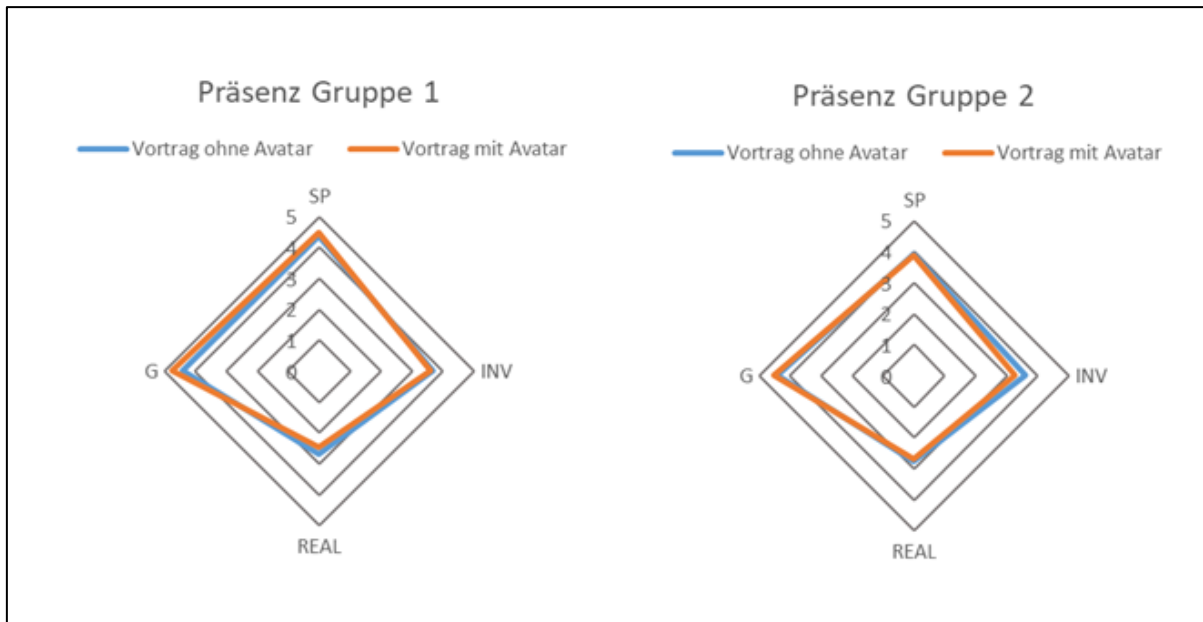 Präsenz Gruppe 1
Vortrag ohne Avatar Vortrag mit Avatar
SP
5
4
3
2
1
0
G
INV
REAL
Präsenz Gruppe 2
Vortrag ohne Avatar Vortrag mit Avatar
SP
5
4
3
2
1
0
G
INV
REAL